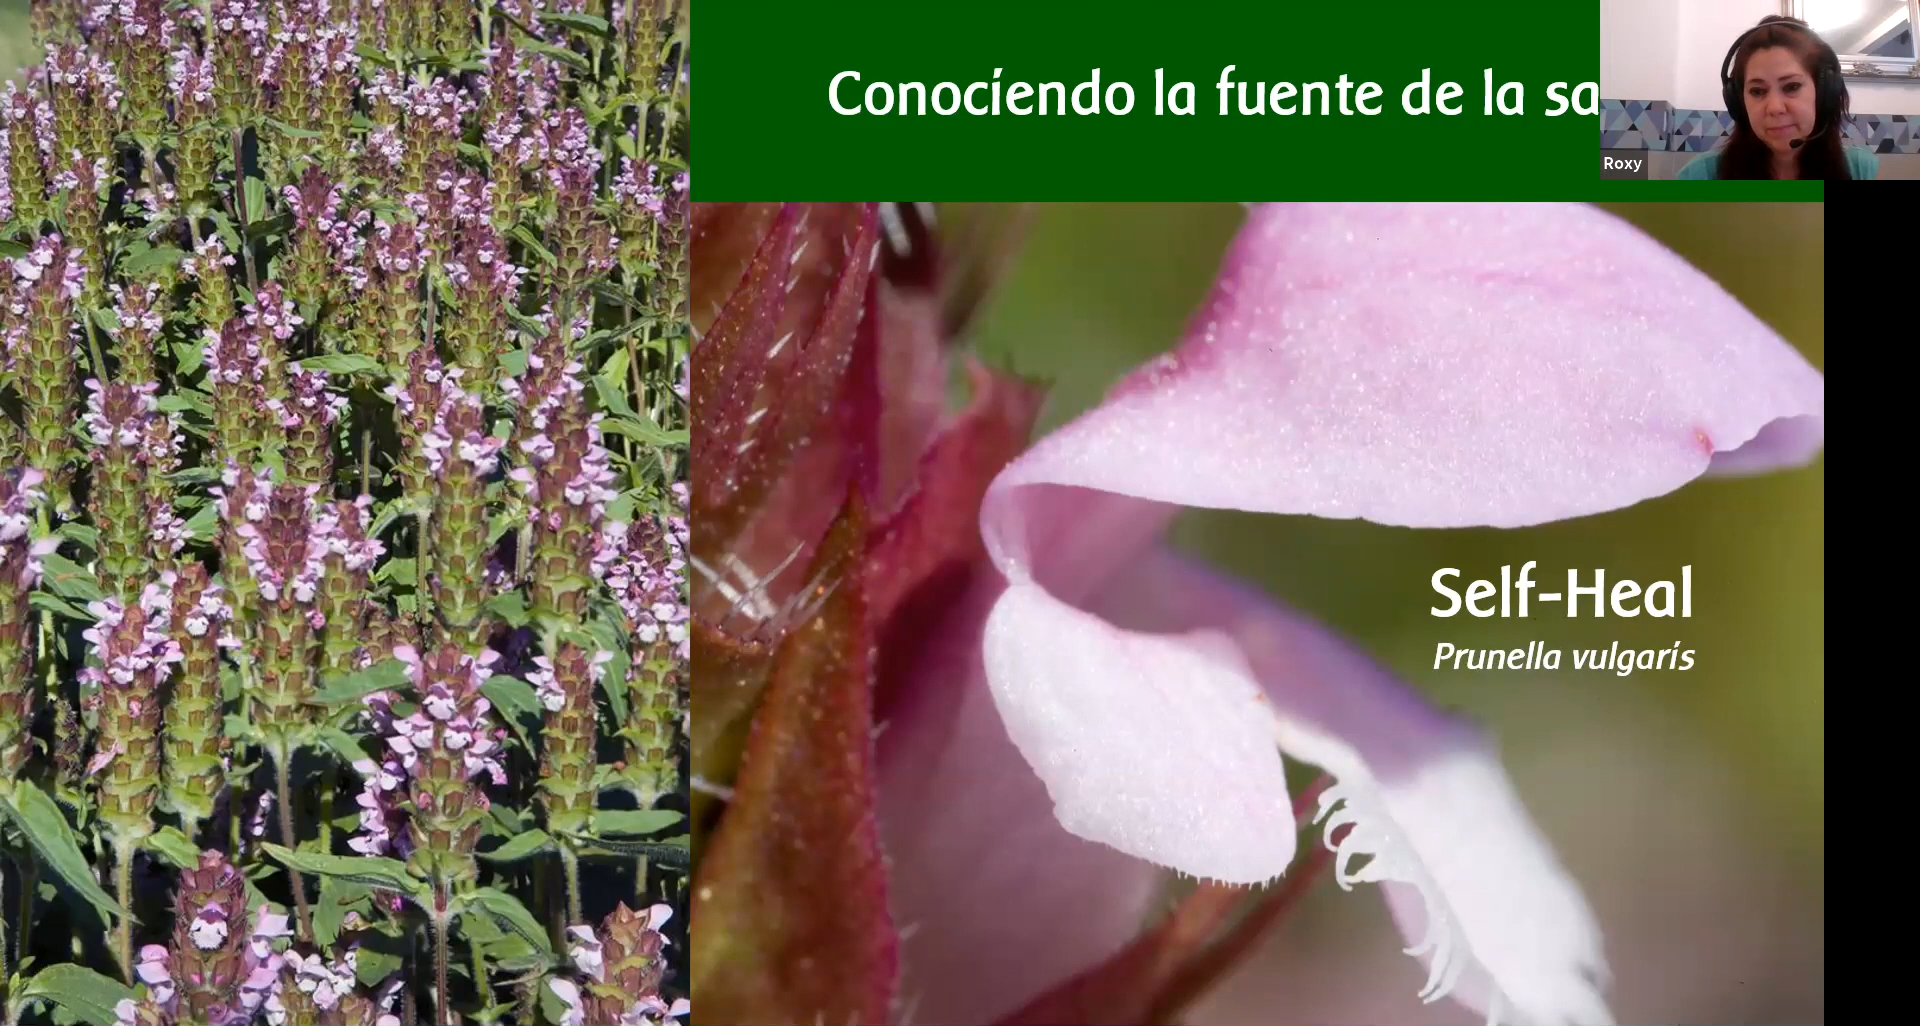 Conociendo la fuente de la sa
Roxy
Self-Heal
Prunella vulgaris